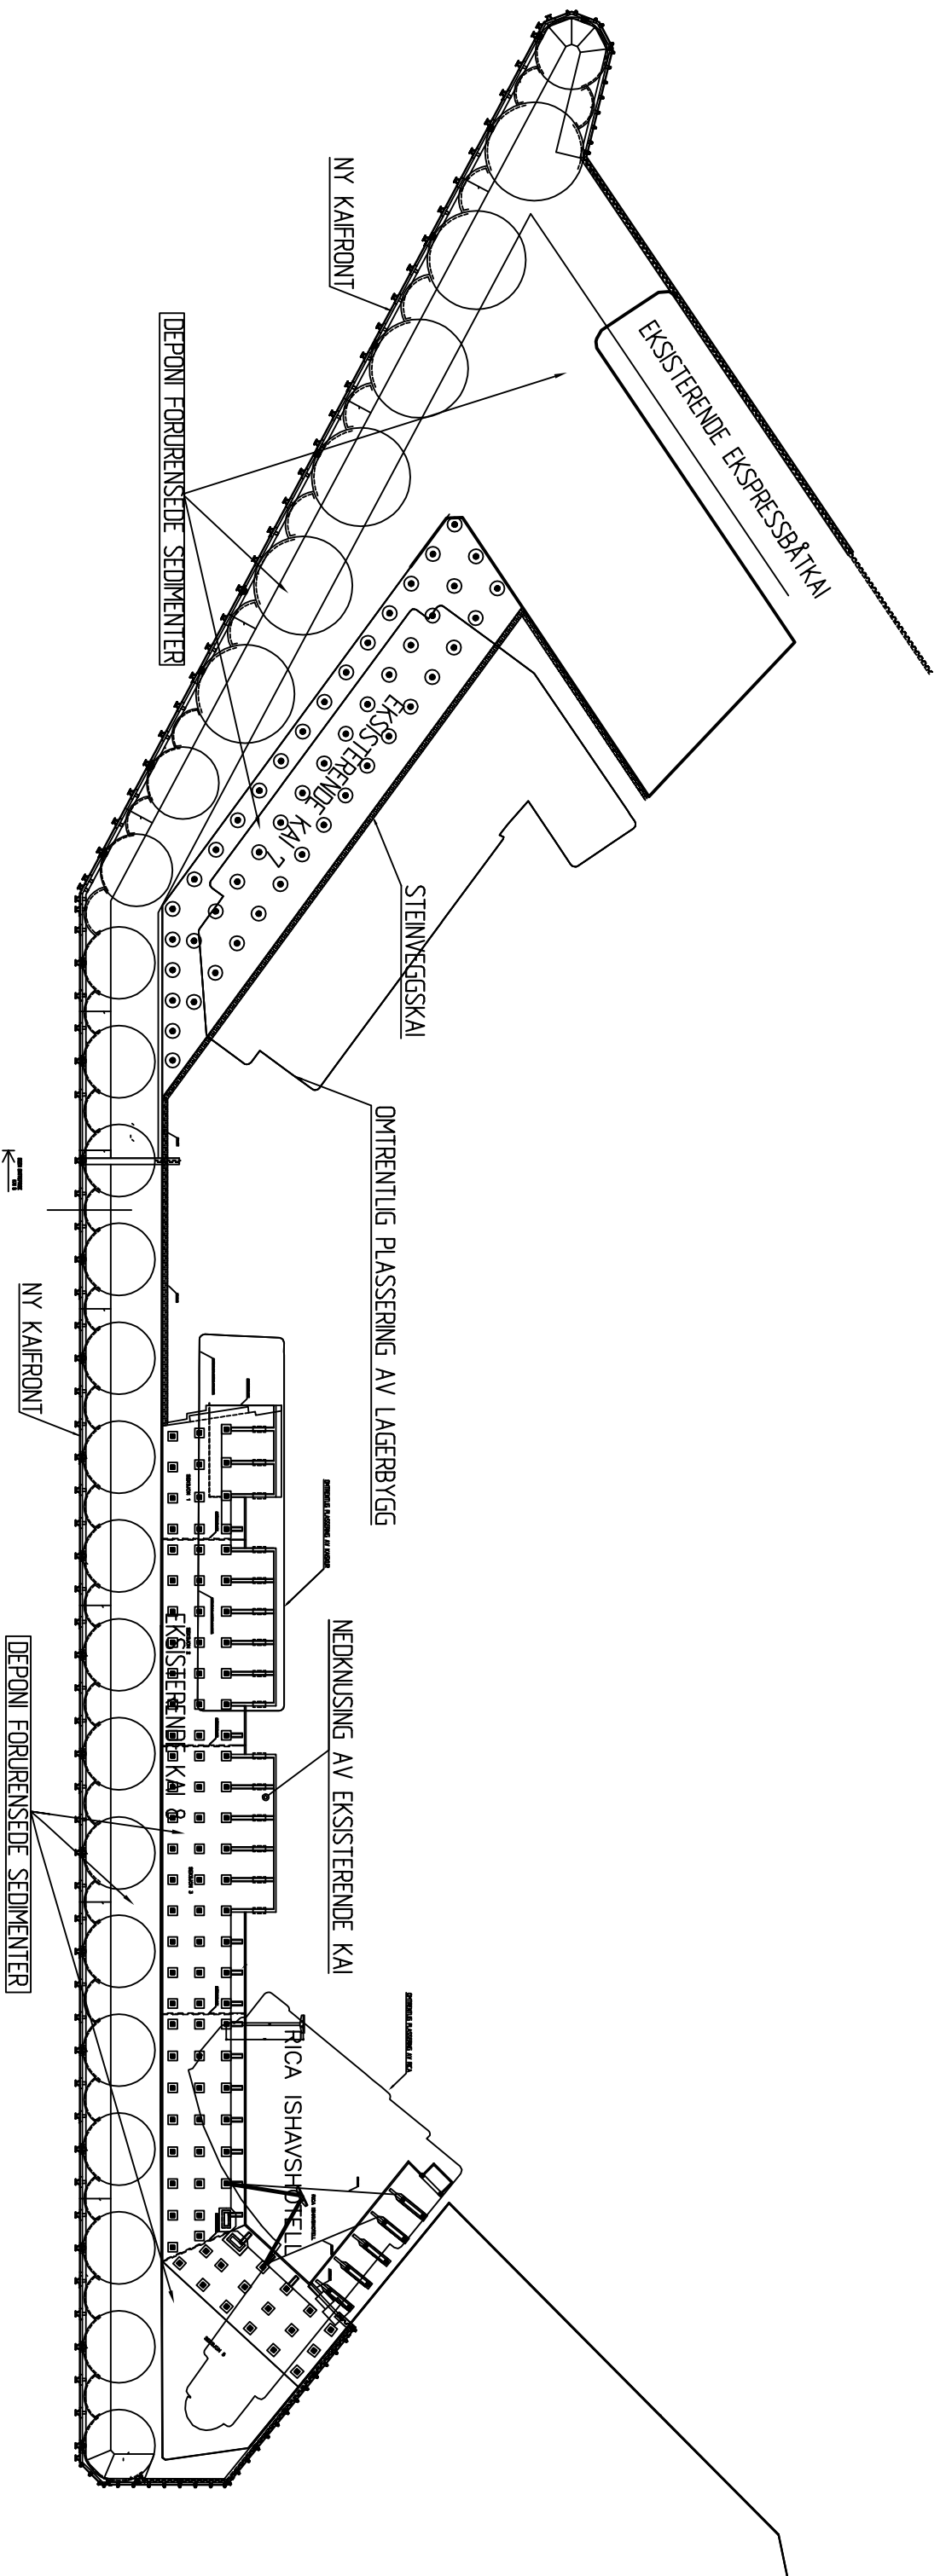 NY KAIFRONT
DEPONI FORURENSEDE SEDIMENTER
EKSISTERENDE EKSPRESSBÅTKAI
EKSISTERENDE KAI 7
STEINVEGGSKAI
OMTRENTLIG PLASSERING AV LAGERBYGG
NY KAIFRONT
NEDKNUSING AV EKSISTERENDE KAI
EKSISTERENDE KAI 8
DEPONI FORURENSEDE SEDIMENTER
RICA ISHAVSHOTELL